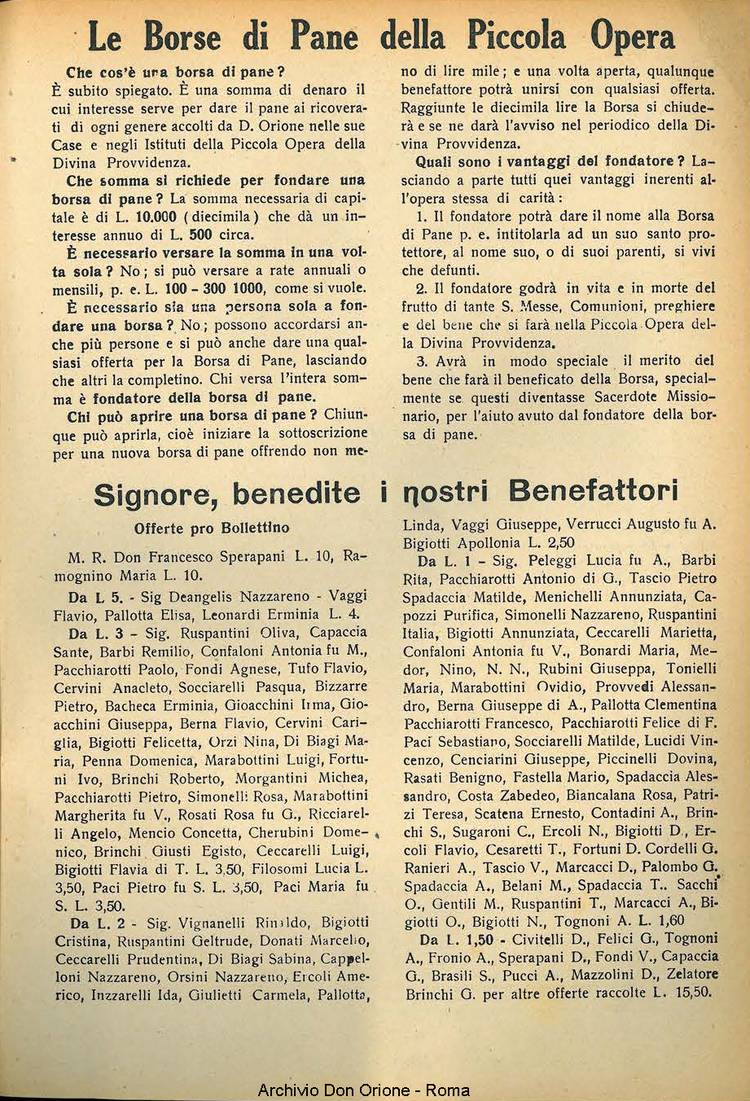 Le Borse di Pane della Piccola Opera
Che cos'è una borsa di pane?
È subito spiegato. È una somma di denaro il
cui interesse serve per dare il pane ai ricovera-
ti di ogni genere accolti da D. Orione nelle sue
Case e negli Istituti della Piccola Opera della
Divina Provvidenza.
Che somma si richiede per fondare una
borsa di pane? La somma necessaria di capi-
tale è di L. 10.000 (diecimila) che dà un in-
teresse annuo di L. 500 circa.
È necessario versare la somma in una vol-
ta sola? No; si può versare a rate annuali o
mensili, p. e. L. 100 - 300 1000, come si vuole.
È necessario sia una persona sola a fon-
dare una borsa? No; possono accordarsi an-
che più persone e si può anche dare una qual-
siasi offerta per la Borsa di Pane, lasciando
che altri la completino. Chi versa l'intera som-
ma è fondatore della borsa di pane.
Chi può aprire una borsa di pane? Chiun-
que può aprirla, cioè iniziare la sottoscrizione
per una nuova borsa di pane offrendo non me-
no di lire mile; e una volta aperta, qualunque
benefattore potrà unirsi con qualsiasi offerta.
Raggiunte le diecimila lire la Borsa si chiude-
rà e se ne darà l'avviso nel periodico della Di-
vina Provvidenza.
Quali sono i vantaggi del fondatore? La-
sciando a parte tutti quei vantaggi inerenti al-
l'opera stessa di carità:
1. Il fondatore potrà dare il nome alla Borsa
di Pane p. e. intitolarla ad un suo santo pro-
tettore, al nome suo, o di suoi parenti, si vivi
che defunti.
2. Il fondatore godrà in vita e in morte del
frutto di tante S. Messe, Comunioni, preghiere
e del bene che si farà nella Piccola Opera del-
la Divina Provvidenza.
3. Avrà in modo speciale il merito del
bene che farà il beneficato della Borsa, special-
mente se questi diventasse Sacerdote Missio-
nario, per l'aiuto avuto dal fondatore della bor-
sa di pane.
Signore, benedite i nostri Benefattori
Offerte pro Bollettino
M. R. Don Francesco Sperapani L. 10, Ra-
mognino Maria L. 10.
Da L 5. - Sig Deangelis Nazzareno - Vaggi
Flavio, Pallotta Elisa, Leonardi Erminia L. 4.
Da L. 3 - Sig. Ruspantini Oliva, Capaccia
Sante, Barbi Remilio, Confaloni Antonia fu M.,
Pacchiarotti Paolo, Fondi Agnese, Tufo Flavio,
Cervini Anacleto, Socciarelli Pasqua, Bizzarre
Pietro, Bacheca Erminia, Gioacchini Irma, Gio-
acchini Giuseppa, Berna Flavio, Cervini Cari-
glia, Bigiotti Felicetta, Orzi Nina, Di Biagi Ma-
ria, Penna Domenica, Marabottini Luigi, Fortu-
ni Ivo, Brinchi Roberto, Morgantini Michea,
Pacchiarotti Pietro, Simonelli Rosa, Marabottini
Margherita fu V., Rosati Rosa fu G., Ricciarel-
li Angelo, Mencio Concetta, Cherubini Dome-
nico, Brinchi Giusti Egisto, Ceccarelli Luigi,
Bigiotti Flavia di T. L. 3,50, Filosomi Lucia L.
3,50, Paci Pietro fu S. L. 3,50, Paci Maria fu
S. L. 3,50.
Da L. 2 - Sig. Vignanelli Rinaldo, Bigiotti
Cristina, Ruspantini Geltrude, Donati Marcello,
Ceccarelli Prudentina, Di Biagi Sabina, Cappel-
loni Nazzareno, Orsini Nazzareno, Ercoli Ame-
rico, Inzzarelli Ida, Giulietti Carmela, Pallotta,
Linda, Vaggi Giuseppe, Verrucci Augusto fu A.
Bigiotti Apollonia L. 2,50
Da L. 1 - Sig. Peleggi Lucia fu A., Barbi
Rita, Pacchiarotti Antonio di G., Tascio Pietro
Spadaccia Matilde, Menichelli Annunziata, Ca-
pozzi Purifica, Simonelli Nazzareno, Ruspantini
Italia, Bigiotti Annunziata, Ceccarelli Marietta,
Confaloni Antonia fu V., Bonardi Maria, Me-
dor, Nino, N. N., Rubini Giuseppa, Tonielli
Maria, Marabottini Ovidio, Provvedi Alessan-
dro, Berna Giuseppe di A., Pallotta Clementina
Pacchiarotti Francesco, Pacchiarotti Felice di F.
Paci Sebastiano, Socciarelli Matilde, Lucidi Vin-
cenzo, Cenciarini Giuseppe, Piccinelli Dovina,
Rasati Benigno, Fastella Mario, Spadaccia Ales-
sandro, Costa Zabedeo, Biancalana Rosa, Patri-
zi Teresa, Scatena Ernesto, Contadini A., Brin-
chi S., Sugaroni C., Ercoli N., Bigiotti D., Er-
coli Flavio, Cesaretti T., Fortuni D. Cordelli G.
Ranieri A., Tascio V., Marcacci D., Palombo G.
Spadaccia A., Belani M., Spadaccia T.. Sacchi
O., Gentili M., Ruspantini T., Marcacci A., Bi-
giotti O., Bigiotti N., Tognoni A. L. 1,60
Da L. 1,50 - Civitelli D., Felici G., Tognoni
A., Fronio A., Sperapani D., Fondi V., Capaccia
G., Brasili S., Pucci A., Mazzolini D., Zelatore
Brinchi G. per altre offerte raccolte L. 15,50.
Archivio Don Orione - Roma